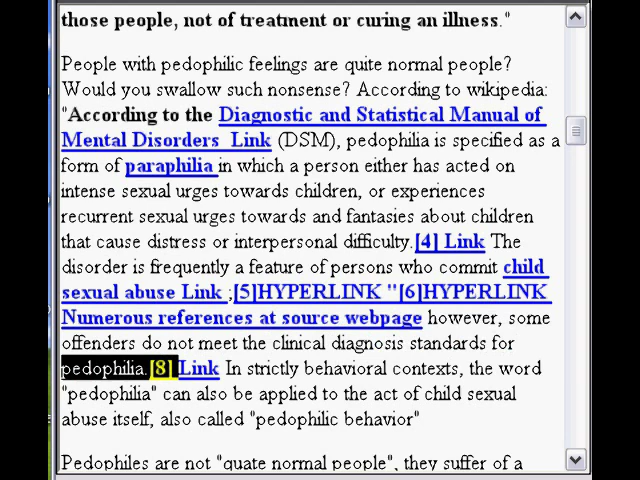 those people, not of treatment or curing an illness."
People with pedophilic feelings are quite normal people?
Would you swallow such nonsense? According to wikipedia:
"According to the Diagnostic and Statistical Manual of
Mental Disorders Link (DSM), pedophilia is specified as a
form of paraphilia in which a person either has acted on
intense sexual urges towards children, or experiences
recurrent sexual urges towards and fantasies about children
that cause distress or interpersonal difficulty.[4] Link The
disorder is frequently a feature of persons who commit child
sexual abuse Link ;[5]HYPERLINK "[6]HYPERLINK
Numerous references at source webpage however, some
offenders do not meet the clinical diagnosis standards for
pedophilia.[8] Link In strictly behavioral contexts, the word
"pedophilia" can also be applied to the act of child sexual
abuse itself, also called "pedophilic behavior"
Pedophiles are not "quate normal people", they suffer of a